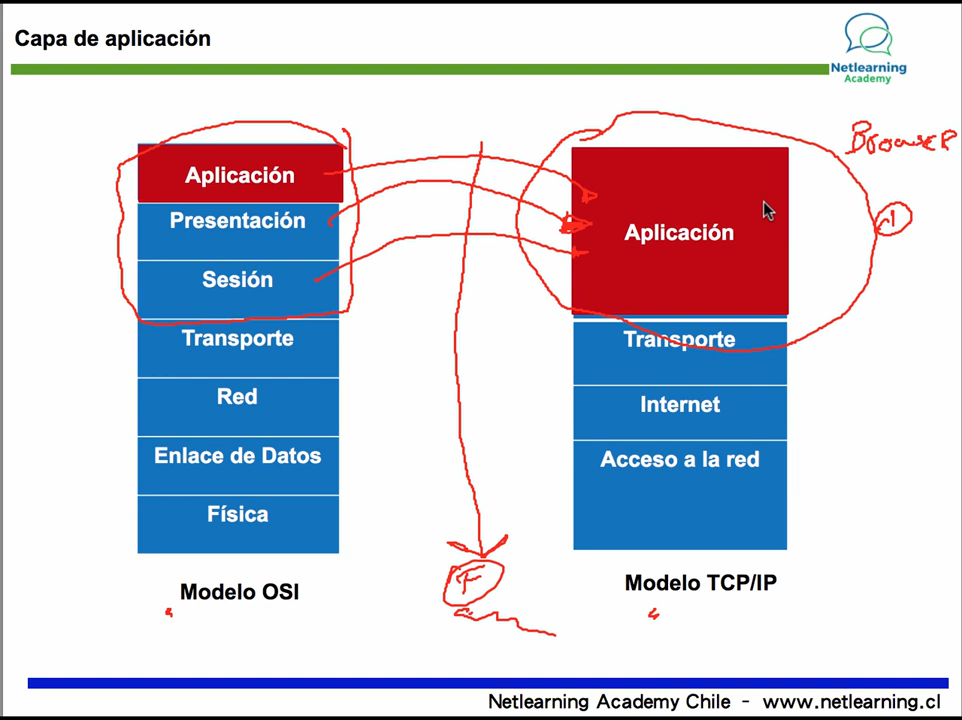 Capa de aplicación
Netlearning
Academy
Browser
Aplicación
Presentación
Sesión
Transporte
Red
Enlace de Datos
Física
Modelo OSI
Aplicación
1
Transporte
Internet
Acceso a la red
Modelo TCP/IP
F
Netlearning Academy Chile - www.netlearning.cl